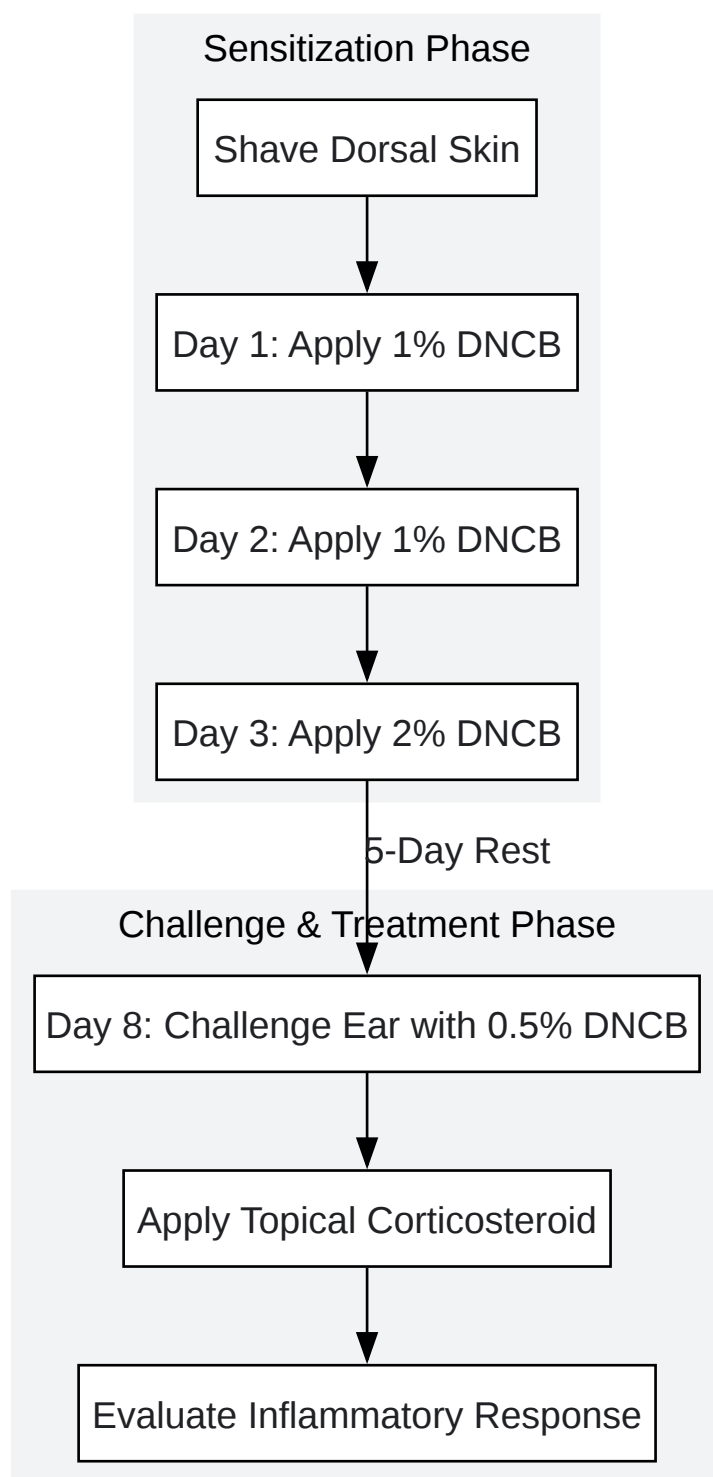 Sensitization Phase
Shave Dorsal Skin
Day 1: Apply 1% DNCB
Day 2: Apply 1% DNCB
Day 3: Apply 2% DNCB
5-Day Rest
Challenge & Treatment Phase
Day 8: Challenge Ear with 0.5% DNCB
Apply Topical Corticosteroid
Evaluate Inflammatory Response